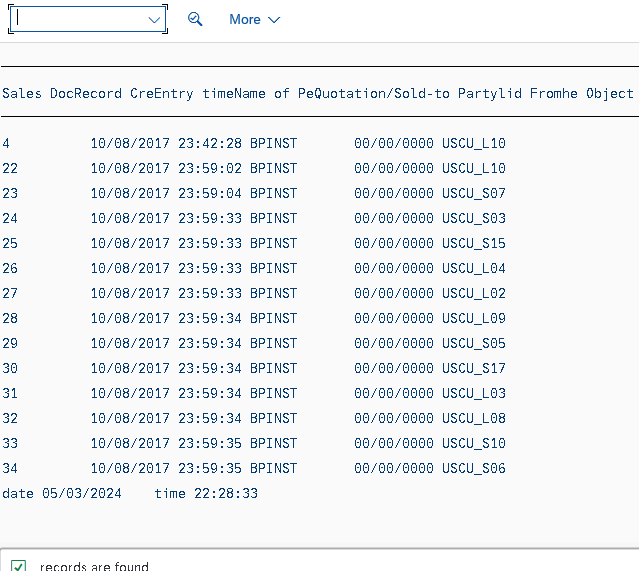 More
Sales DocRecord CreEntry timeName of PeQuotation/Sold-to Partylid Fromhe Object
4 10/08/2017 23:42:28 BPINST 00/00/0000 USCU_L10
22 10/08/2017 23:59:02 BPINST 00/00/0000 USCU_L10
23 10/08/2017 23:59:04 BPINST 00/00/0000 USCU_S07
24 10/08/2017 23:59:33 BPINST 00/00/0000 USCU_S03
25 10/08/2017 23:59:33 BPINST 00/00/0000 USCU_S15
26 10/08/2017 23:59:33 BPINST 00/00/0000 USCU_L04
27 10/08/2017 23:59:33 BPINST 00/00/0000 USCU_L02
28 10/08/2017 23:59:34 BPINST 00/00/0000 USCU_L09
29 10/08/2017 23:59:34 BPINST 00/00/0000 USCU_S05
30 10/08/2017 23:59:34 BPINST 00/00/0000 USCU_S17
31 10/08/2017 23:59:34 BPINST 00/00/0000 USCU_L03
32 10/08/2017 23:59:34 BPINST 00/00/0000 USCU_L08
33 10/08/2017 23:59:35 BPINST 00/00/0000 USCU_S10
34 10/08/2017 23:59:35 BPINST 00/00/0000 USCU_S06
date 05/03/2024 time 22:28:33
records are found